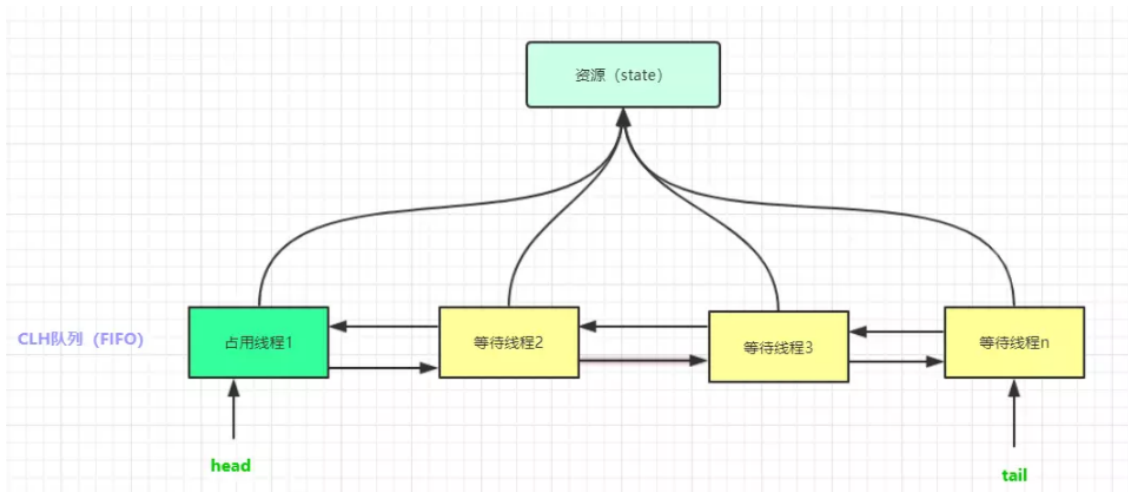 资源（state）
CLH队列（FIFO）
占用线程1
等待线程2
等待线程3
等待线程n
head
tail